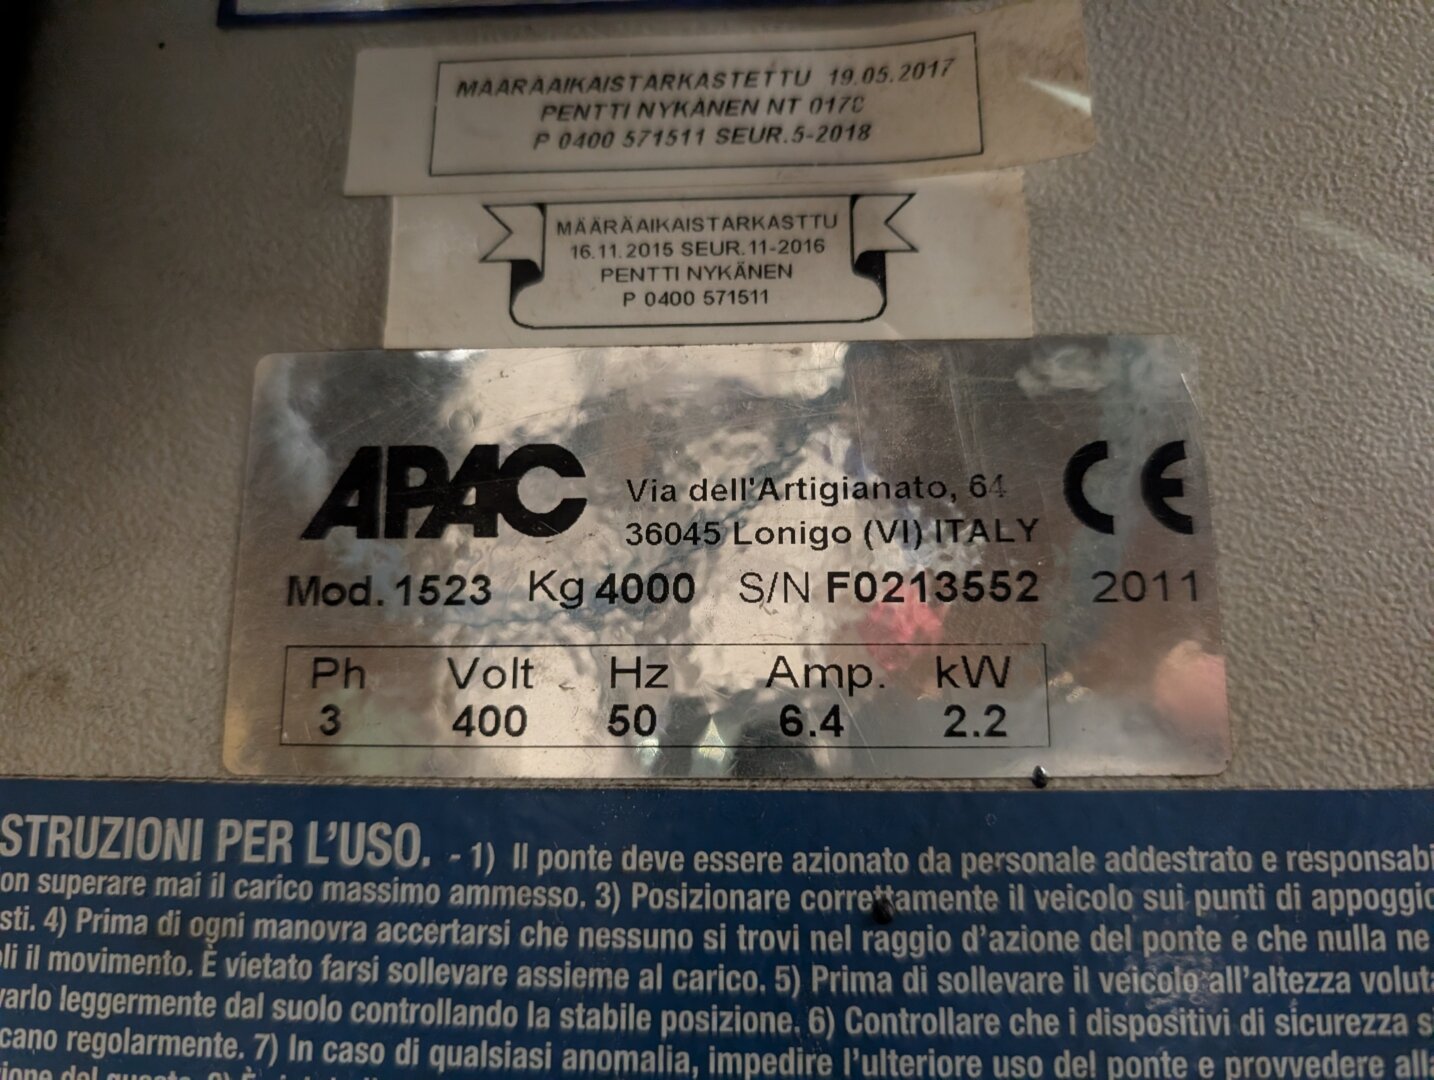 MÄÄRÄAIKAISTARKASTETTU 19.05.2017
PENTTI NYKÄNEN NT
P 0400 571511 SEUR.5-2018
MÄÄRÄAIKAISTARKASTTU
16.11.2015 SEUR.11-2016
PENTTI NYKÄNEN
P 0400 571511
APAC
Via dell'Artigianato, 64
36045 Lonigo (VI) ITALY
CE
Mod. 1523 Kg 4000 S/N F0213552 2011
Ph Volt Hz Amp. kW
3 400 50 6.4 2.2
STRUZIONI PER L'USO. - 1) Il ponte deve essere azionato da personale addestrato e responsabi
on superare mai il carico massimo ammesso. 3) Posizionare correttamente il veicolo sui punti di appoggio
sti. 4) Prima di ogni manovra accertarsi che nessuno si trovi nel raggio d'azione del ponte e che nulla ne
li il movimento. È vietato farsi sollevare assieme al carico. 5) Prima di sollevare il veicolo all'altezza voluta
varlo leggermente dal suolo controllando la stabile posizione. 6) Controllare che i dispositivi di sicurezza s
cano regolarmente. 7) In caso di qualsiasi anomalia, impedire l'ulteriore uso del ponte e provvedere alla